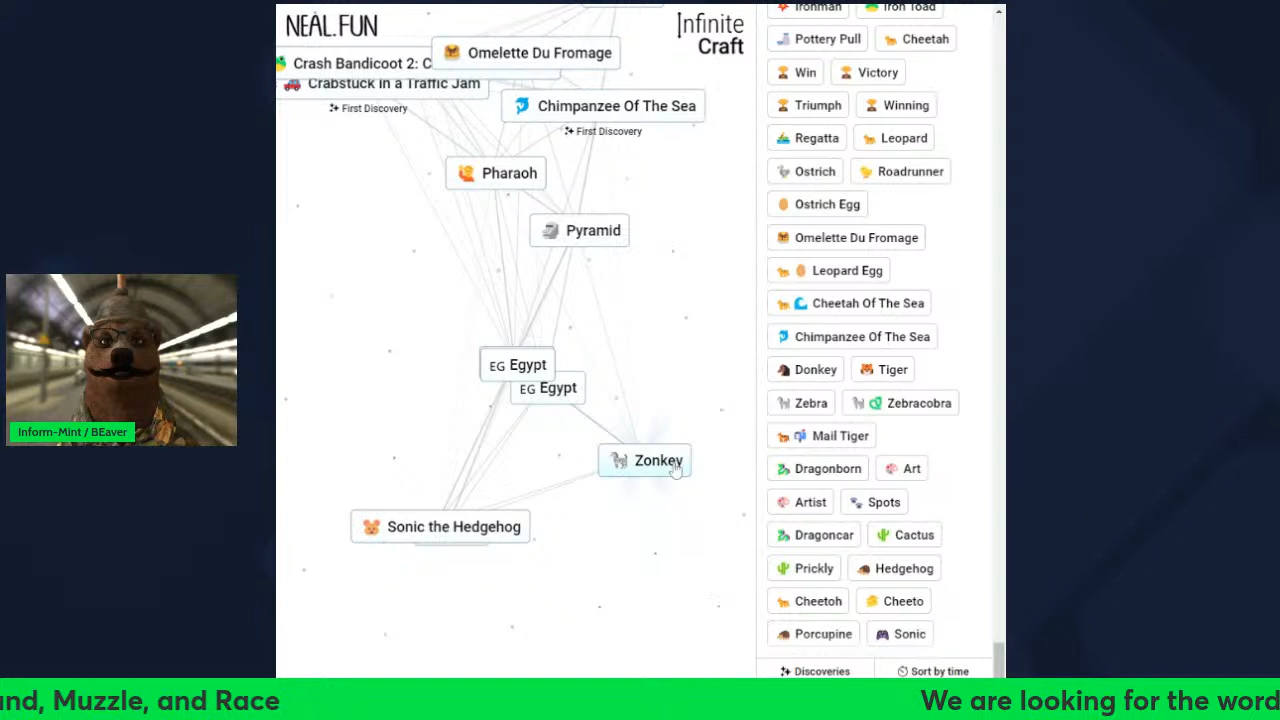 NEAL.FUN
Infinite
Craft
Omelette Du Fromage
Crash Bandicoot 2: C
Crabstuck in a Traffic Jam
First Discovery
Chimpanzee Of The Sea
First Discovery
Pharaoh
Pyramid
EG Egypt
EG Egypt
Zonkey
Sonic the Hedgehog
Ironman
Iron Toad
Pottery Pull
Cheetah
Win
Victory
Triumph
Winning
Regatta
Leopard
Ostrich
Roadrunner
Ostrich Egg
Omelette Du Fromage
Leopard Egg
Cheetah Of The Sea
Chimpanzee Of The Sea
Donkey
Tiger
Zebra
Zebracobra
Mail Tiger
Dragonborn
Art
Artist
Spots
Dragoncar
Cactus
Prickly
Hedgehog
Cheetoh
Cheeto
Porcupine
Sonic
Discoveries
Sort by time
Inform-Mint / BEaver
and, Muzzle, and Race
We are looking for the word